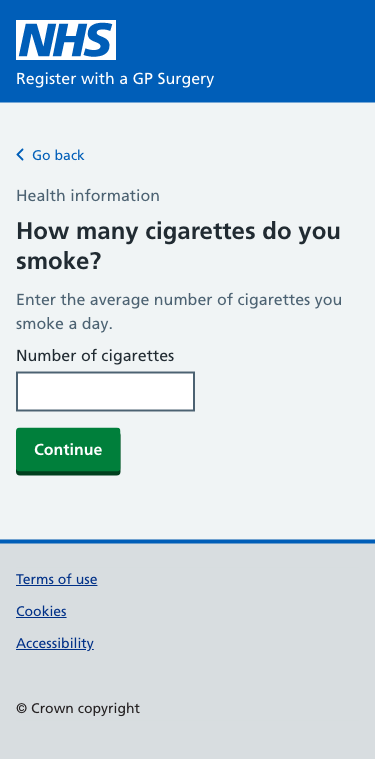 NHS
Register with a GP Surgery
Go back
Health information
How many cigarettes do you
smoke?
Enter the average number of cigarettes you
smoke a day.
Number of cigarettes
Continue
Terms of use
Cookies
Accessibility
© Crown copyright